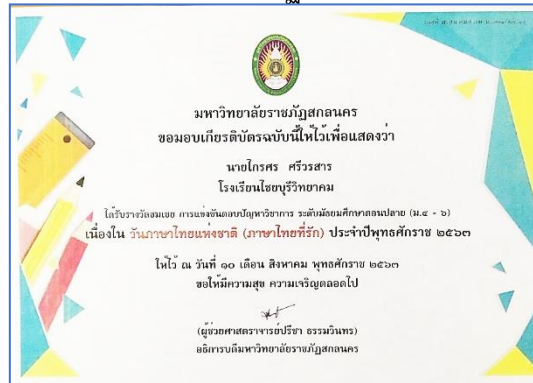 มหาวิทยาลัยราชภัฏสกลนคร
ขอมอบเกียรติบัตรฉบับนี้ให้ไว้เพื่อแสดงว่า
นายไกรศร ศรีวรสาร
โรงเรียนไชยบุรีวิทยาคม
ได้รับรางวัลชมเชย การแข่งขันตอบปัญหาวิชาการ ระดับมัธยมศึกษาตอนปลาย (ม.๔ - ๖)
เนื่องใน วันภาษาไทยแห่งชาติ (ภาษาไทยที่รัก) ประจำปีพุทธศักราช ๒๕๖๓
ให้ไว้ ณ วันที่ ๑๐ เดือน สิงหาคม พุทธศักราช ๒๕๖๓
ขอให้มีความสุข ความเจริญตลอดไป
(ผู้ช่วยศาสตราจารย์ปรีชา ธรรมวินทร)
อธิการบดีมหาวิทยาลัยราชภัฏสกลนคร